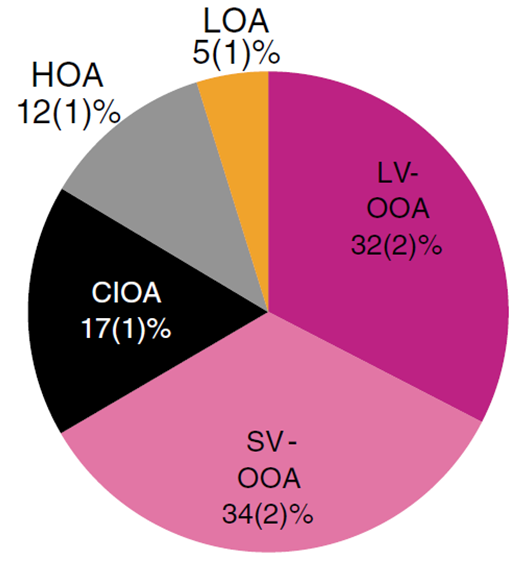 LOA
5(1)%
HOA
12(1)%
LV-
OOA
32(2)%
CIOA
17(1)%
SV-
OOA
34(2)%